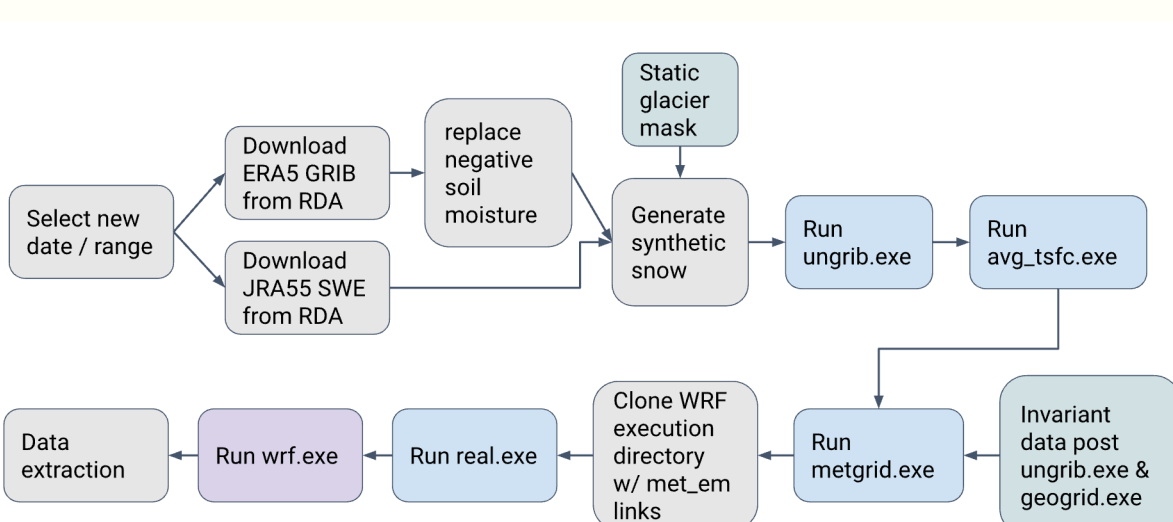 Static
glacier
mask
Download
ERA5 GRIB
from RDA
replace
negative
soil
moisture
Select new
date / range
Download
JRA55 SWE
from RDA
Generate
synthetic
snow
Run
ungrib.exe
Run
avg_tsfc.exe
Data
extraction
Run wrf.exe
Run real.exe
Clone WRF
execution
directory
w/ met_em
links
Run
metgrid.exe
Invariant
data post
ungrib.exe &
geogrid.exe